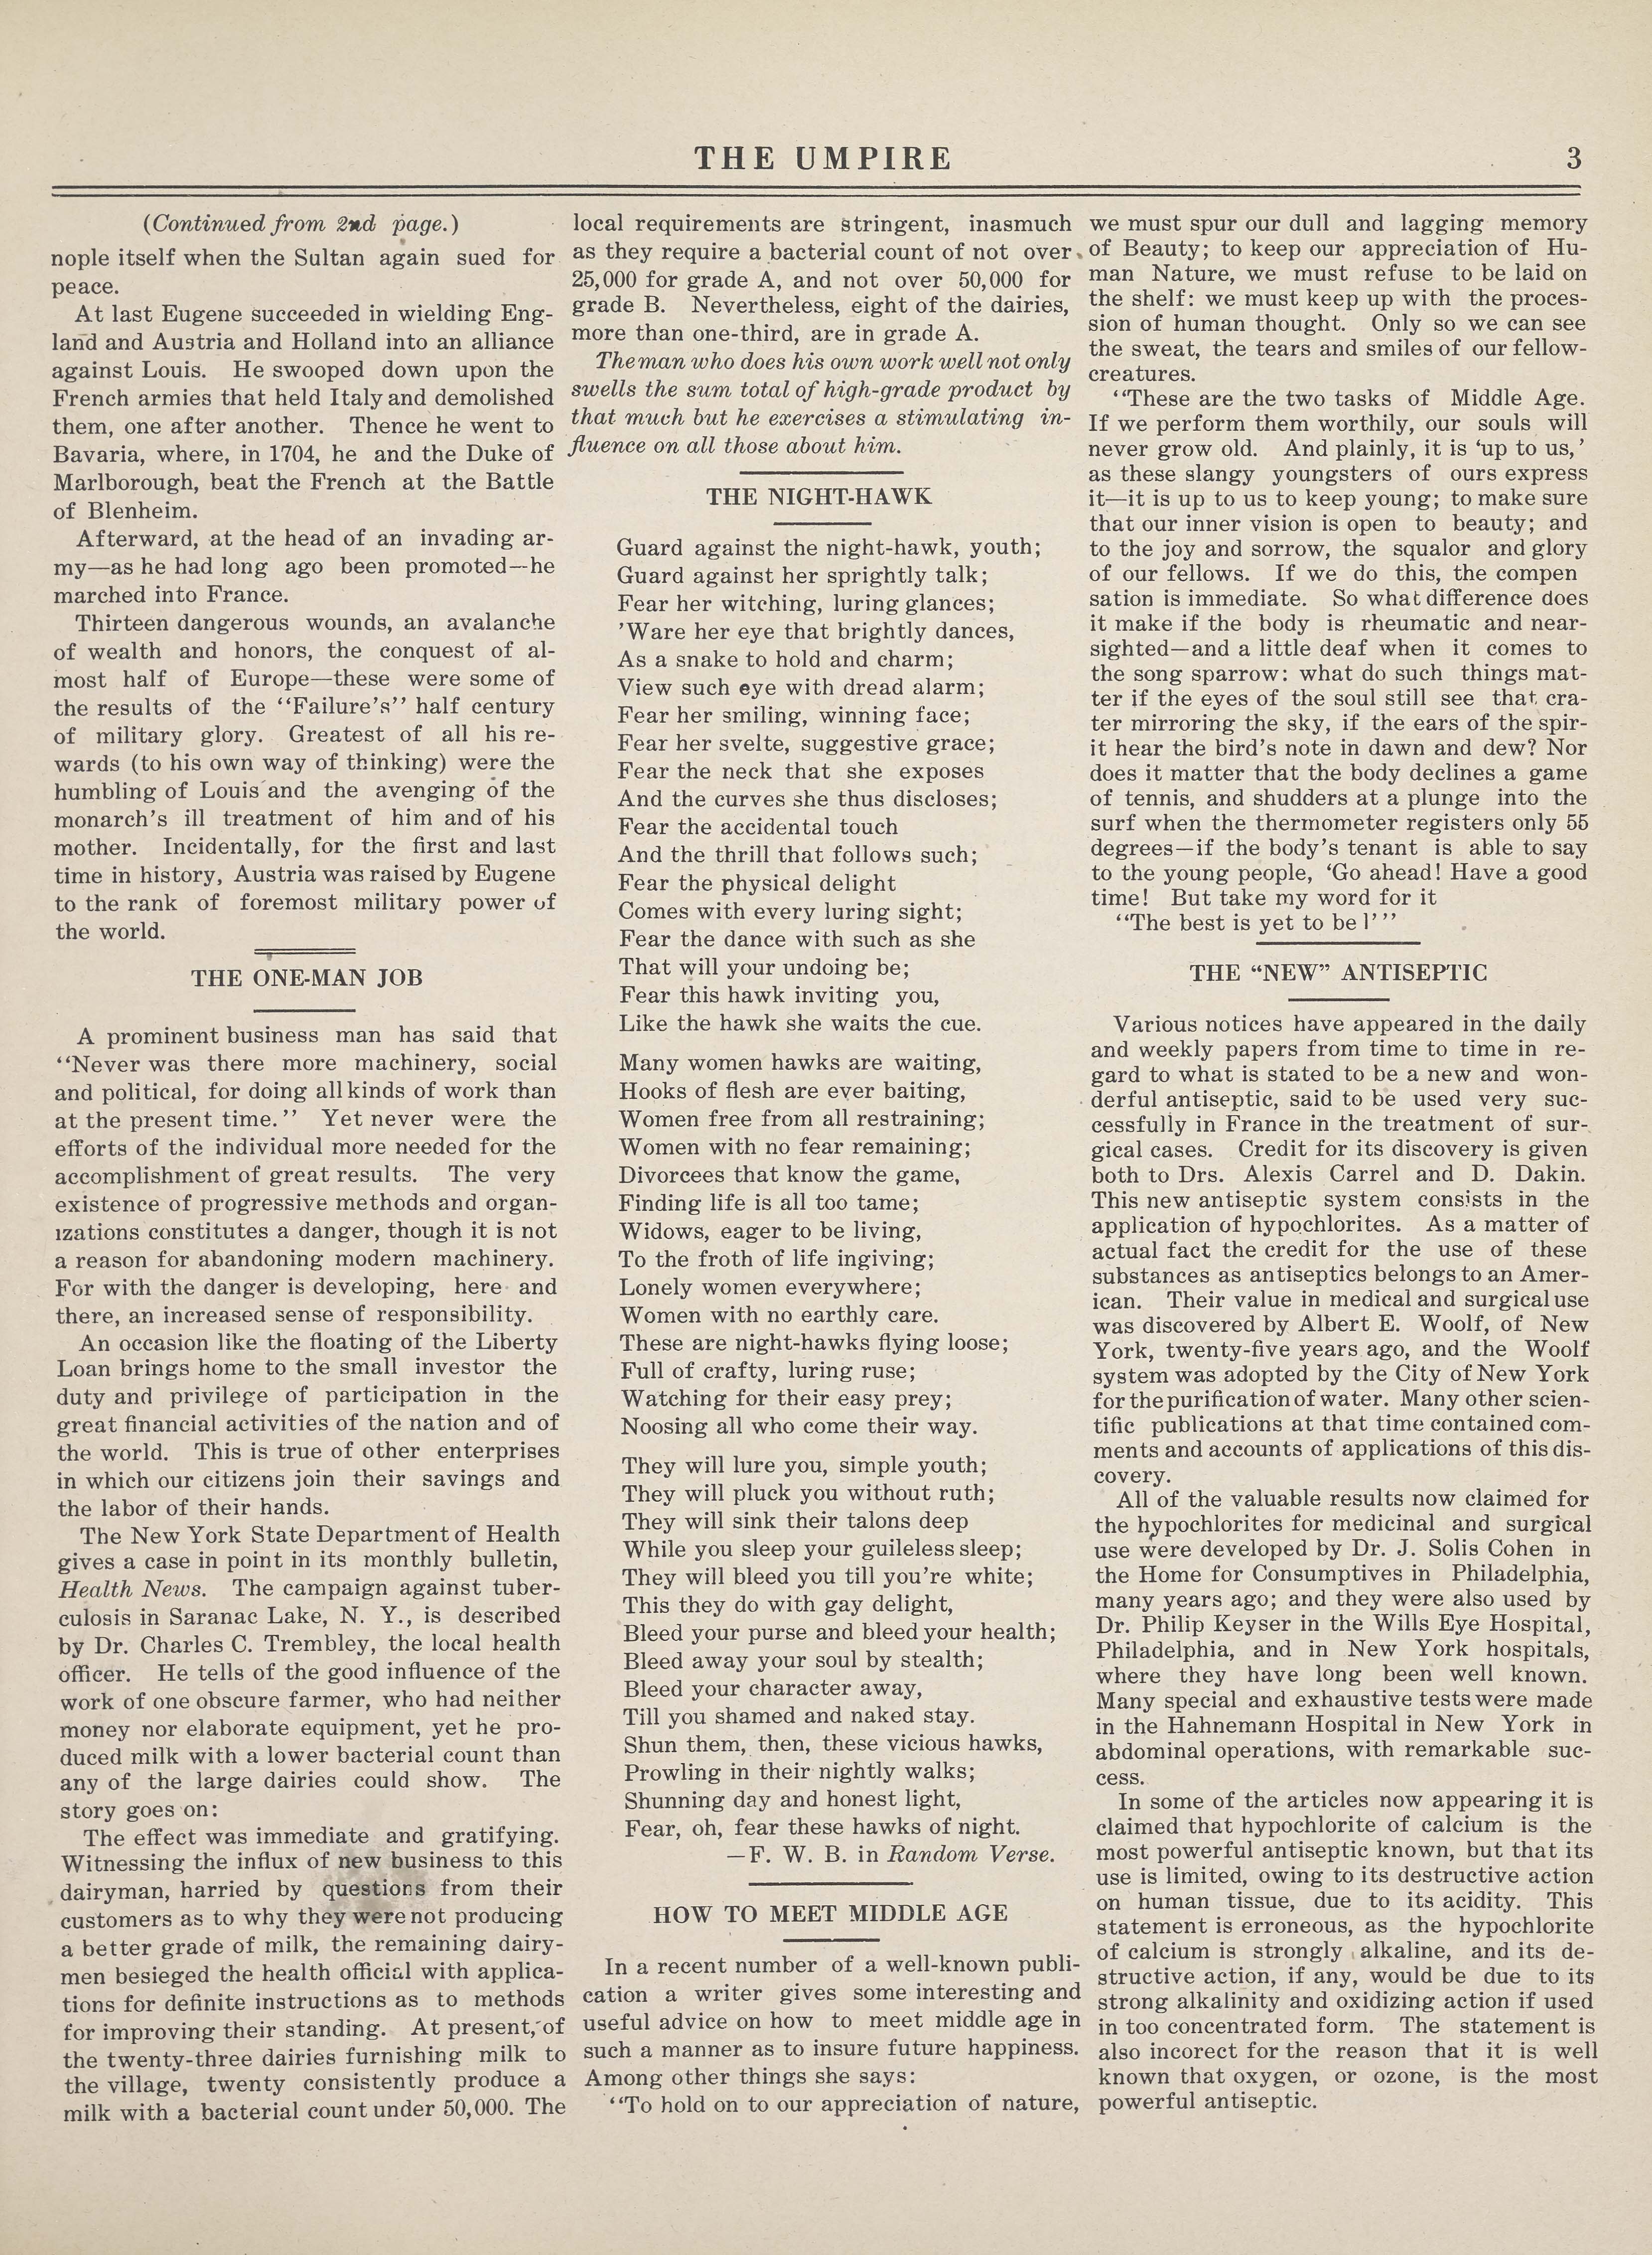 THE UMPIRE
3
(Continued from 2nd page.)
nople itself when the Sultan again sued for
peace.
At last Eugene succeeded in wielding Eng-
land and Austria and Holland into an alliance
against Louis. He swooped down upon the
French armies that held Italy and demolished
them, one after another. Thence he went to
Bavaria, where, in 1704, he and the Duke of
Marlborough, beat the French at the Battle
of Blenheim.
Afterward, at the head of an invading ar-
my—as he had long ago been promoted—he
marched into France.
Thirteen dangerous wounds, an avalanche
of wealth and honors, the conquest of al-
most half of Europe—these were some of
the results of the “Failure’s” half century
of military glory. Greatest of all his re-
wards (to his own way of thinking) were the
humbling of Louis and the avenging of the
monarch’s ill treatment of him and of his
mother. Incidentally, for the first and last
time in history, Austria was raised by Eugene
to the rank of foremost military power of
the world.
THE ONE-MAN JOB
A prominent business man has said that
“Never was there more machinery, social
and political, for doing all kinds of work than
at the present time.” Yet never were the
efforts of the individual more needed for the
accomplishment of great results. The very
existence of progressive methods and organ-
izations constitutes a danger, though it is not
a reason for abandoning modern machinery.
For with the danger is developing, here and
there, an increased sense of responsibility.
An occasion like the floating of the Liberty
Loan brings home to the small investor the
duty and privilege of participation in the
great financial activities of the nation and of
the world. This is true of other enterprises
in which our citizens join their savings and
the labor of their hands.
The New York State Department of Health
gives a case in point in its monthly bulletin,
Health News. The campaign against tuber-
culosis in Saranac Lake, N. Y., is described
by Dr. Charles C. Trembley, the local health
officer. He tells of the good influence of the
work of one obscure farmer, who had neither
money nor elaborate equipment, yet he pro-
duced milk with a lower bacterial count than
any of the large dairies could show. The
story goes on:
The effect was immediate and gratifying.
Witnessing the influx of new business to this
dairyman, harried by questions from their
customers as to why they were not producing
a better grade of milk, the remaining dairy-
men besieged the health official with applica-
tions for definite instructions as to methods
for improving their standing. At present, of
the twenty-three dairies furnishing milk to
the village, twenty consistently produce a
milk with a bacterial count under 50,000. The
local requirements are stringent, inasmuch
as they require a bacterial count of not over
25,000 for grade A, and not over 50,000 for
grade B. Nevertheless, eight of the dairies,
more than one-third, are in grade A.
The man who does his own work well not only
swells the sum total of high-grade product by
that much but he exercises a stimulating in-
fluence on all those about him.
THE NIGHT-HAWK
Guard against the night-hawk, youth;
Guard against her sprightly talk;
Fear her witching, luring glances;
’Ware her eye that brightly dances,
As a snake to hold and charm;
View such eye with dread alarm;
Fear her smiling, winning face;
Fear her svelte, suggestive grace;
Fear the neck that she exposes
And the curves she thus discloses;
Fear the accidental touch
And the thrill that follows such;
Fear the physical delight
Comes with every luring sight;
Fear the dance with such as she
That will your undoing be;
Fear this hawk inviting you,
Like the hawk she waits the cue.
Many women hawks are waiting,
Hooks of flesh are ever baiting,
Women free from all restraining;
Women with no fear remaining;
Divorcees that know the game,
Finding life is all too tame;
Widows, eager to be living,
To the froth of life ingiving;
Lonely women everywhere;
Women with no earthly care.
These are night-hawks flying loose;
Full of crafty, luring ruse;
Watching for their easy prey;
Noosing all who come their way.
They will lure you, simple youth;
They will pluck you without ruth;
They will sink their talons deep
While you sleep your guileless sleep;
They will bleed you till you're white;
This they do with gay delight,
Bleed your purse and bleed your health;
Bleed away your soul by stealth;
Bleed your character away,
Till you shamed and naked stay.
Shun them, then, these vicious hawks,
Prowling in their nightly walks;
Shunning day and honest light,
Fear, oh, fear these hawks of night.
—F. W. B. in Random Verse.
HOW TO MEET MIDDLE AGE
In a recent number of a well-known publi-
cation a writer gives some interesting and
useful advice on how to meet middle age in
such a manner as to insure future happiness.
Among other things she says:
“To hold on to our appreciation of nature,
we must spur our dull and lagging memory
of Beauty; to keep our appreciation of Hu-
man Nature, we must refuse to be laid on
the shelf: we must keep up with the proces-
sion of human thought. Only so we can see
the sweat, the tears and smiles of our fellow-
creatures.
“These are the two tasks of Middle Age.
If we perform them worthily, our souls will
never grow old. And plainly, it is ‘up to us,’
as these slangy youngsters of ours express
it—it is up to us to keep young; to make sure
that our inner vision is open to beauty; and
to the joy and sorrow, the squalor and glory
of our fellows. If we do this, the compen
sation is immediate. So what difference does
it make if the body is rheumatic and near-
sighted—and a little deaf when it comes to
the song sparrow: what do such things mat-
ter if the eyes of the soul still see that cra-
ter mirroring the sky, if the ears of the spir-
it hear the bird’s note in dawn and dew? Nor
does it matter that the body declines a game
of tennis, and shudders at a plunge into the
surf when the thermometer registers only 55
degrees—if the body’s tenant is able to say
to the young people, ‘Go ahead! Have a good
time! But take my word for it
“The best is yet to be!’”
THE “NEW” ANTISEPTIC
Various notices have appeared in the daily
and weekly papers from time to time in re-
gard to what is stated to be a new and won-
derful antiseptic, said to be used very suc-
cessfully in France in the treatment of sur-
gical cases. Credit for its discovery is given
both to Drs. Alexis Carrel and D. Dakin.
This new antiseptic system consists in the
application of hypochlorites. As a matter of
actual fact the credit for the use of these
substances as antiseptics belongs to an Amer-
ican. Their value in medical and surgical use
was discovered by Albert E. Woolf, of New
York, twenty-five years ago, and the Woolf
system was adopted by the City of New York
for the purification of water. Many other scien-
tific publications at that time contained com-
ments and accounts of applications of this dis-
covery.
All of the valuable results now claimed for
the hypochlorites for medicinal and surgical
use were developed by Dr. J. Solis Cohen in
the Home for Consumptives in Philadelphia,
many years ago; and they were also used by
Dr. Philip Keyser in the Wills Eye Hospital,
Philadelphia, and in New York hospitals,
where they have long been well known.
Many special and exhaustive tests were made
in the Hahnemann Hospital in New York in
abdominal operations, with remarkable suc-
cess.
In some of the articles now appearing it is
claimed that hypochlorite of calcium is the
most powerful antiseptic known, but that its
use is limited, owing to its destructive action
on human tissue, due to its acidity. This
statement is erroneous, as the hypochlorite
of calcium is strongly alkaline, and its de-
structive action, if any, would be due to its
strong alkalinity and oxidizing action if used
in too concentrated form. The statement is
also incorect for the reason that it is well
known that oxygen, or ozone, is the most
powerful antiseptic.